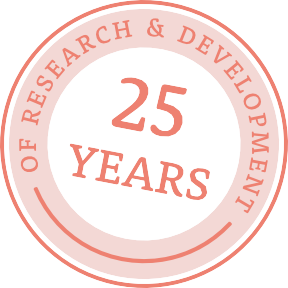 25
YEARS
OF RESEARCH & DEVELOPMENT